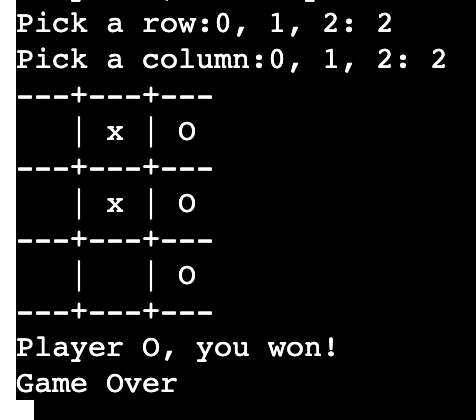 Pick a row:0, 1, 2: 2
Pick a column:0, 1, 2: 2
---+---+---
   | x | O
---+---+---
   | x | O
---+---+---
   |   | O
---+---+---
Player O, you won!
Game Over